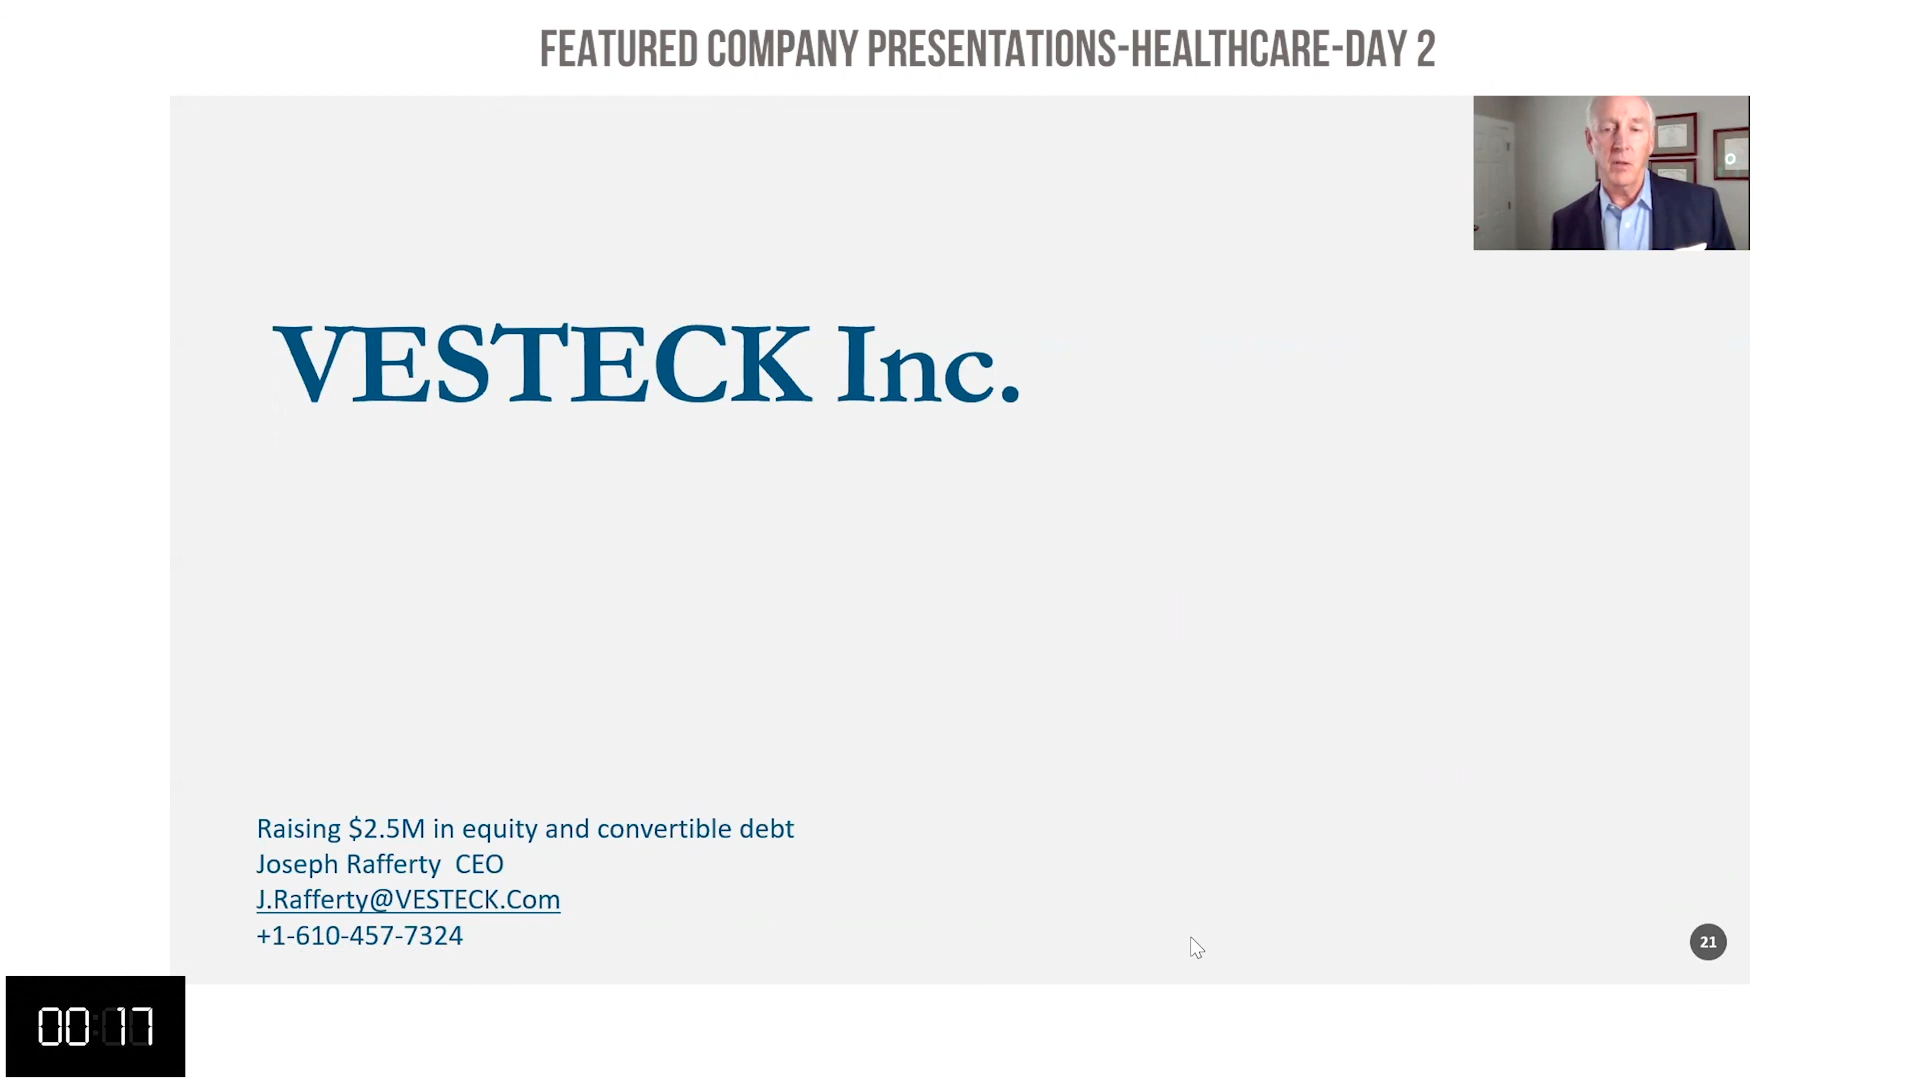 FEATURED COMPANY PRESENTATIONS-HEALTHCARE-DAY 2
VESTECK Inc.
Raising $2.5M in equity and convertible debt
Joseph Rafferty  CEO
J.Rafferty@VESTECK.Com
+1-610-457-7324
21
00:17